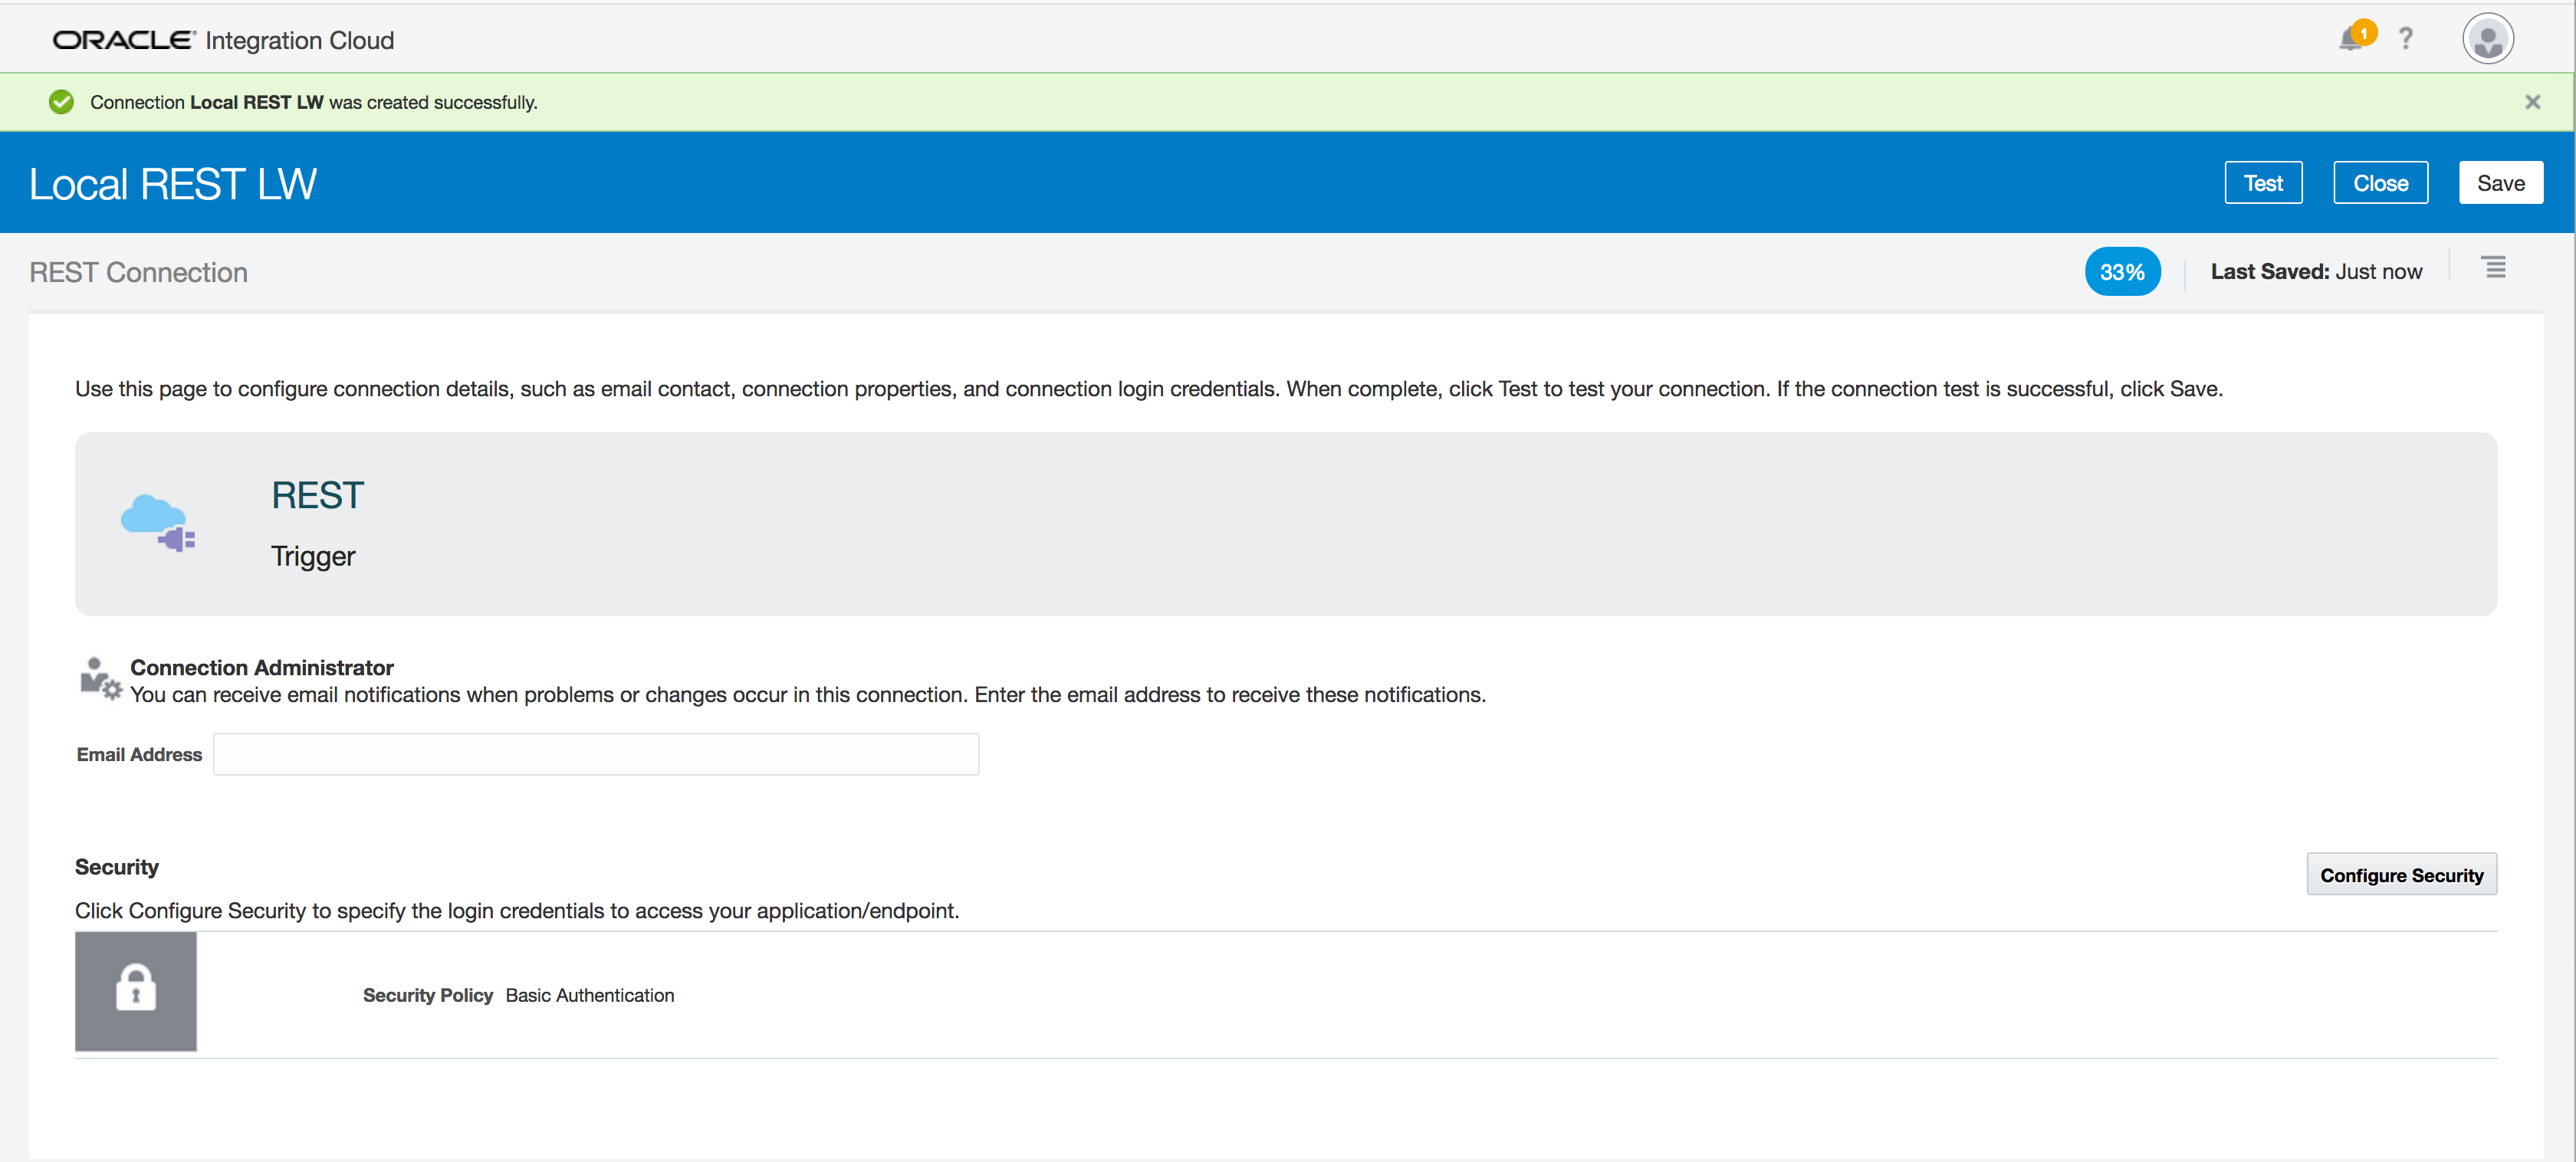 ORACLE Integration Cloud
1
?
Connection Local REST LW was created successfully.
Local REST LW
Test
Close
Save
REST Connection
33%
Last Saved: Just now
Use this page to configure connection details, such as email contact, connection properties, and connection login credentials. When complete, click Test to test your connection. If the connection test is successful, click Save.
REST
Trigger
Connection Administrator
You can receive email notifications when problems or changes occur in this connection. Enter the email address to receive these notifications.
Email Address
Security
Configure Security
Click Configure Security to specify the login credentials to access your application/endpoint.
Security Policy Basic Authentication